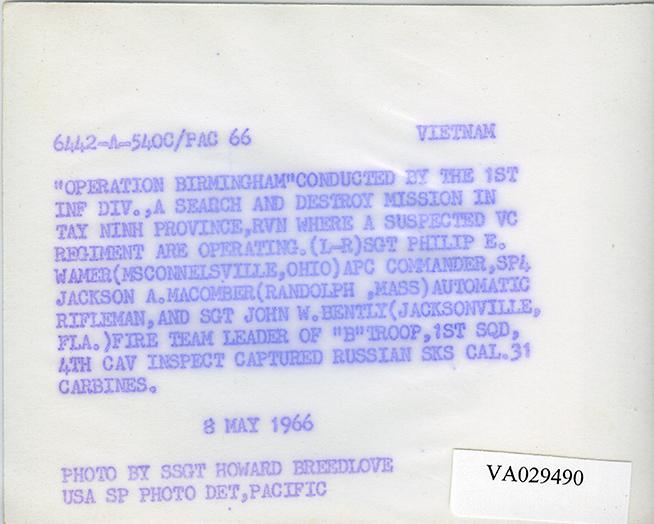 6442-A-540C/PAC 66 VIETNAM
"OPERATION BIRMINGHAM"CONDUCTED BY THE 1ST
INF DIV.,A SEARCH AND DESTROY MISSION IN
TAY NINH PROVINCE,RVN WHERE A SUSPECTED VC
REGIMENT ARE OPERATING.(L-R)SGT PHILIP E.
WAMER(MSCONNELSVILLE,OHIO)APC COMMANDER,SP4
JACKSON A.MACOMBER(RANDOLPH ,MASS)AUTOMATIC
RIFLEMAN,AND SGT JOHN W.BENTLY(JACKSONVILLE,
FLA.)FIRE TEAM LEADER OF "B"TROOP,1ST SQD,
4TH CAV INSPECT CAPTURED RUSSIAN SKS CAL.31
CARBINES.
8 MAY 1966
PHOTO BY SSGT HOWARD BREEDLOVE
USA SP PHOTO DET,PACIFIC
VA029490